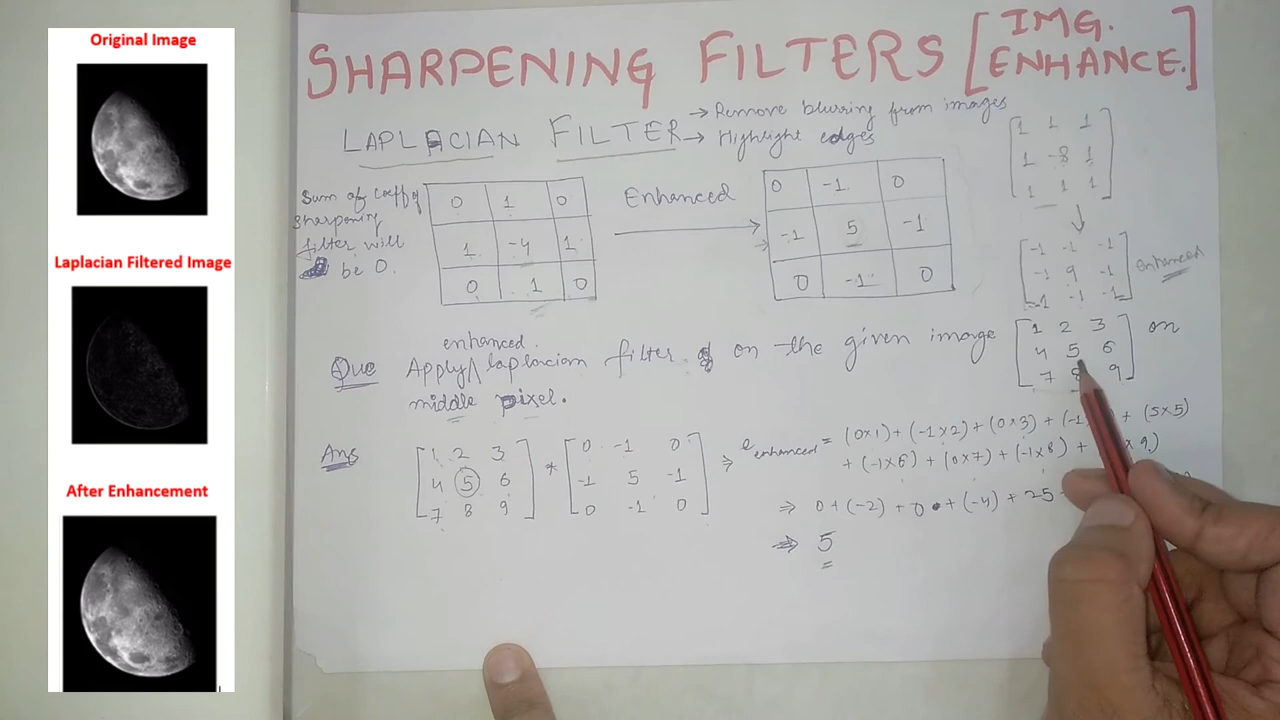 Original Image
Laplacian Filtered Image
After Enhancement
SHARPENING FILTERS [IMG. ENHANCE.]
LAPLACIAN FILTER
→ Remove blurring from images
→ Highlight edges
Sum of coeff of
sharpening
filter will
be 0.
0 1 0
1 -4 1
0 1 0
Enhanced
0 -1 0
-1 5 -1
0 -1 0
1 1 1
1 -8 1
1 1 1
-1 -1 -1
-1 9 -1
-1 -1 -1
enhanced
enhanced.
Que Apply laplacian filter on the given image
1 2 3
4 5 6
7 8 9
on
middle pixel.
Ans
1 2 3
4 5 6
7 8 9
*
0 -1 0
-1 5 -1
0 -1 0
⇒ e enhanced = (0×1)+(-1×2)+(0×3)+(-1 + (5×5)
+ (-1×6) + (0×7) + (-1×8) + ×9)
⇒ 0+(-2)+0+(-4)+25
⇒ 5